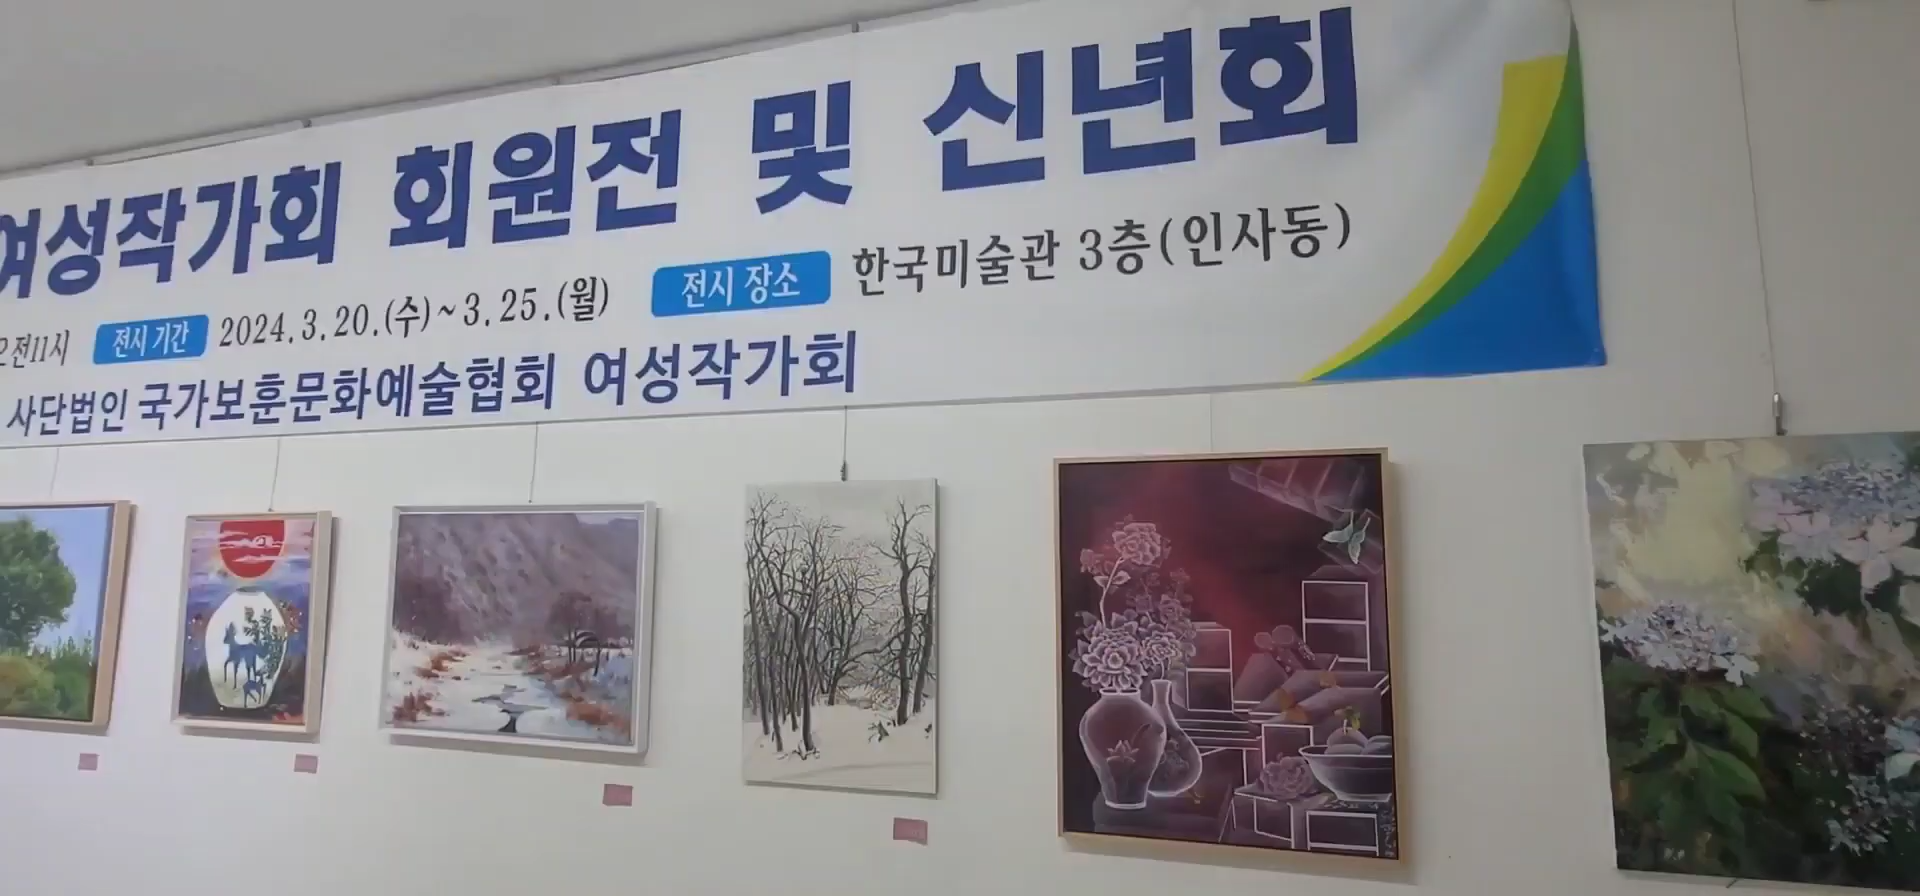 여성작가회 회원전 및 신년회
오전11시 전시 기간 2024.3.20.(수)~3.25.(월) 전시 장소 한국미술관 3층(인사동)
사단법인 국가보훈문화예술협회 여성작가회